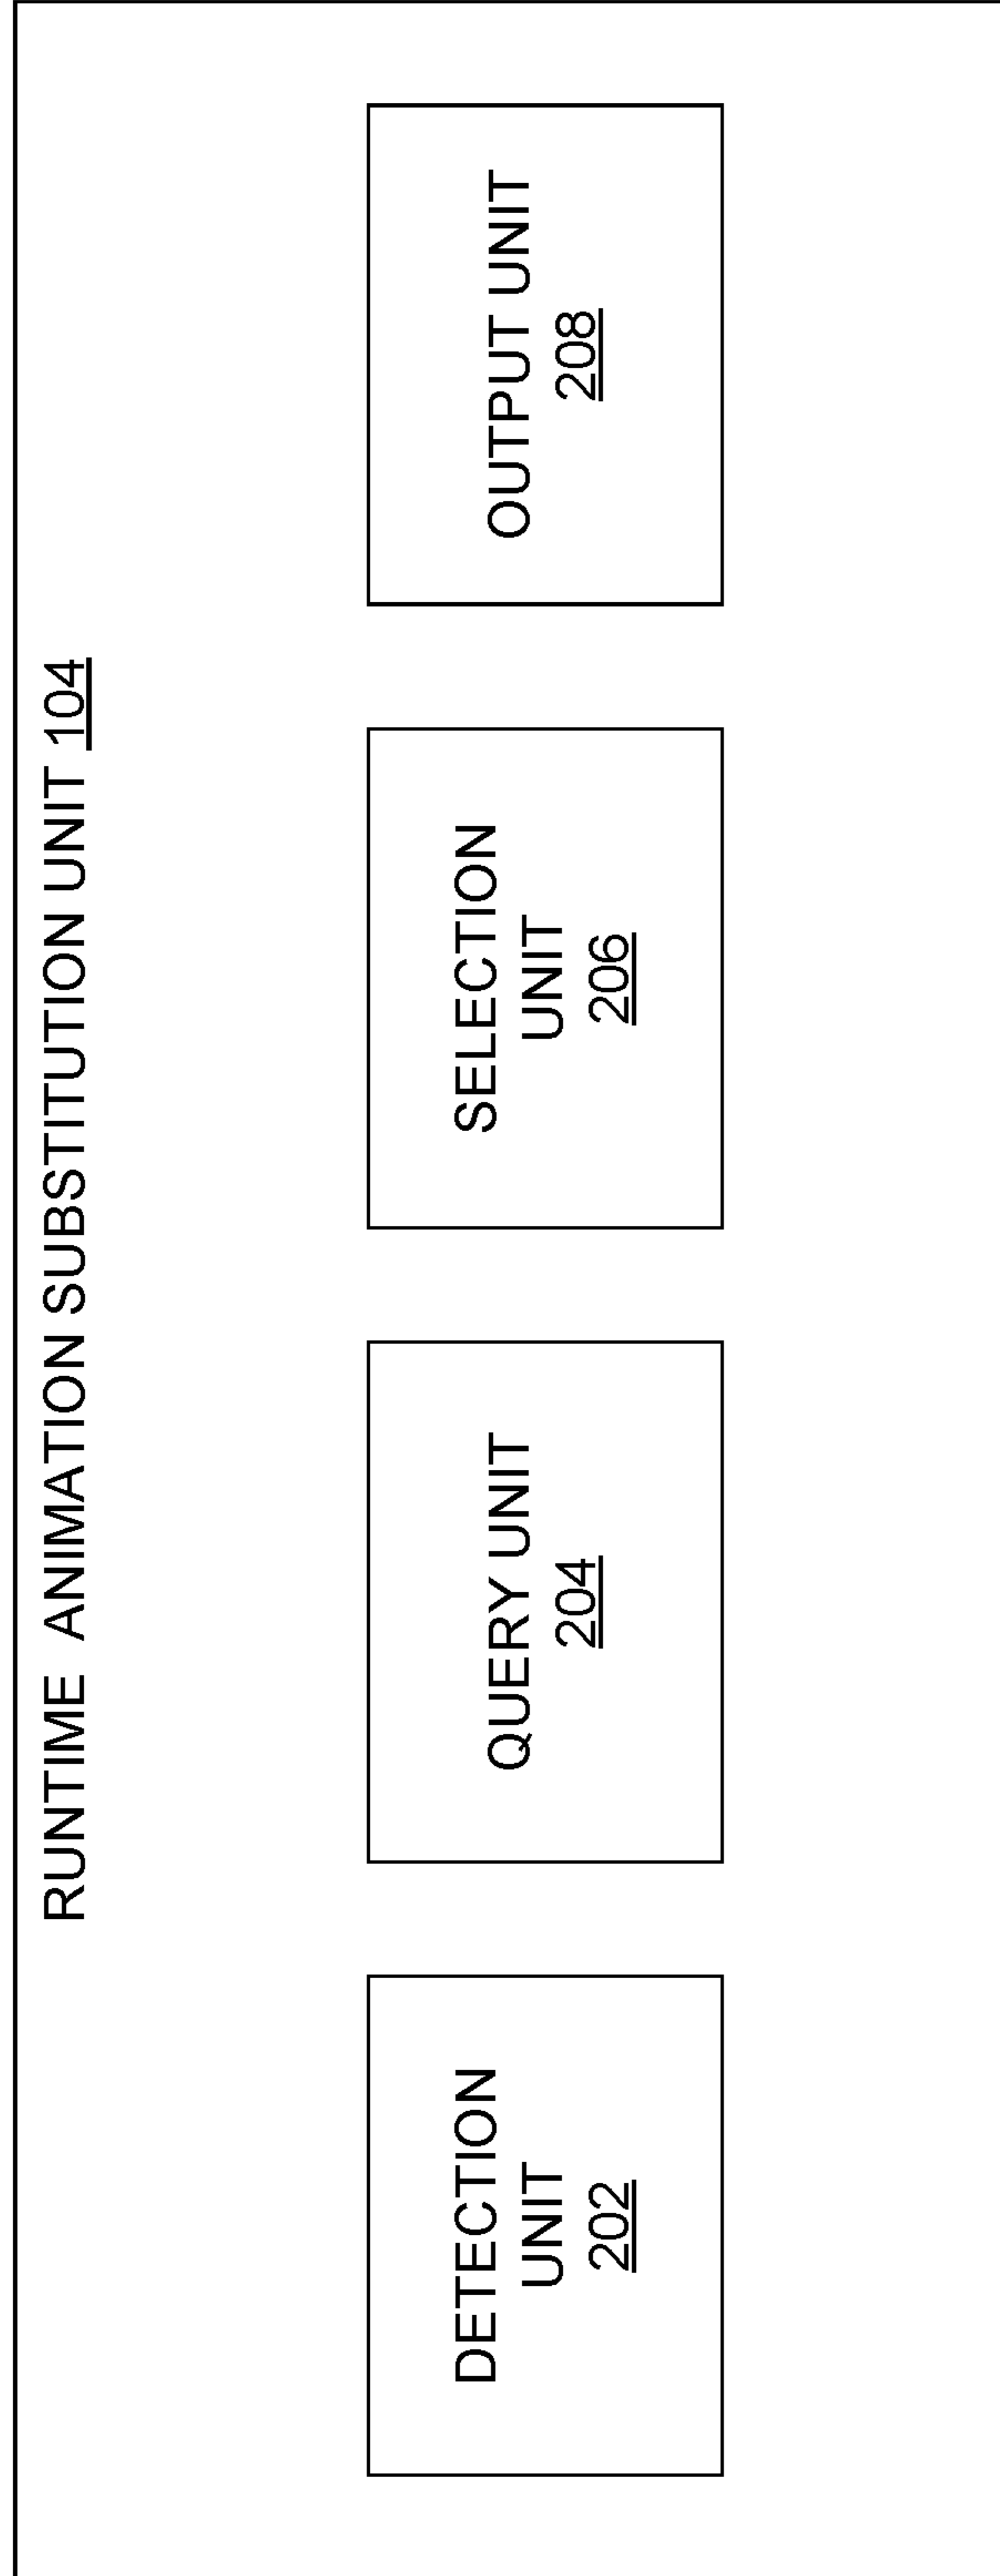 RUNTIME ANIMATION SUBSTITUTION UNIT 104
DETECTION
UNIT
202
QUERY UNIT
204
SELECTION
UNIT
206
OUTPUT UNIT
208